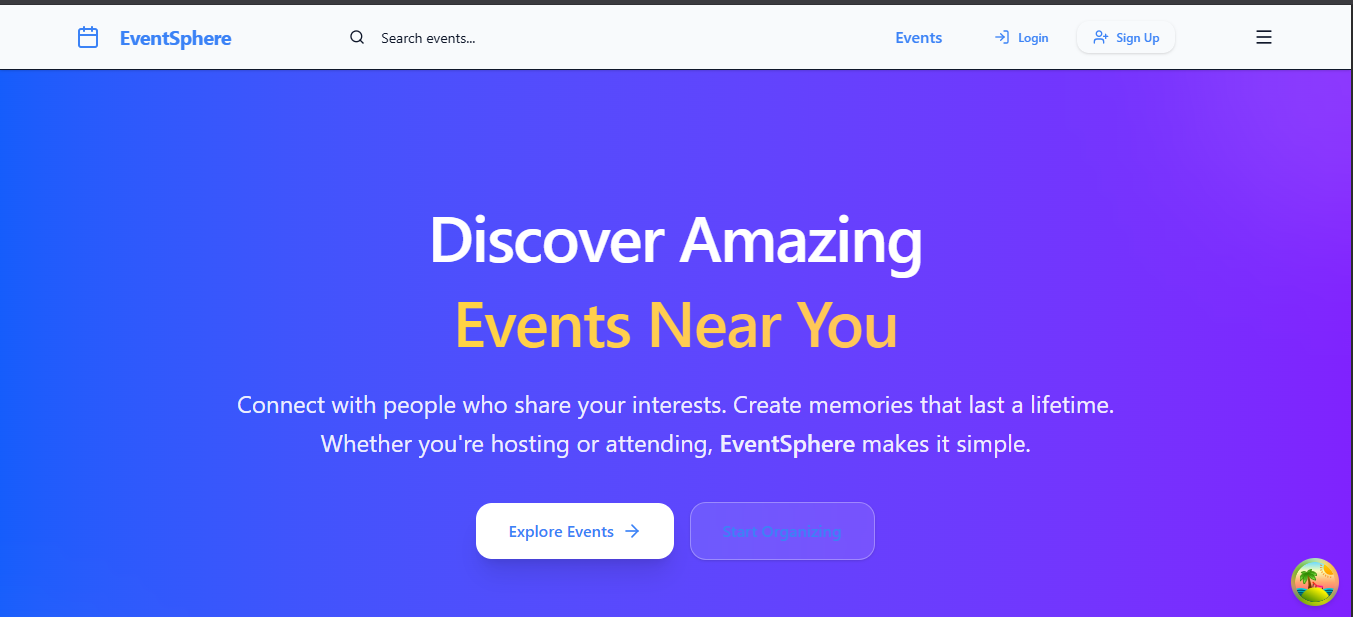 EventSphere
Search events...
Events
Login
Sign Up
Discover Amazing
Events Near You
Connect with people who share your interests. Create memories that last a lifetime.
Whether you're hosting or attending, EventSphere makes it simple.
Explore Events
Start Organizing